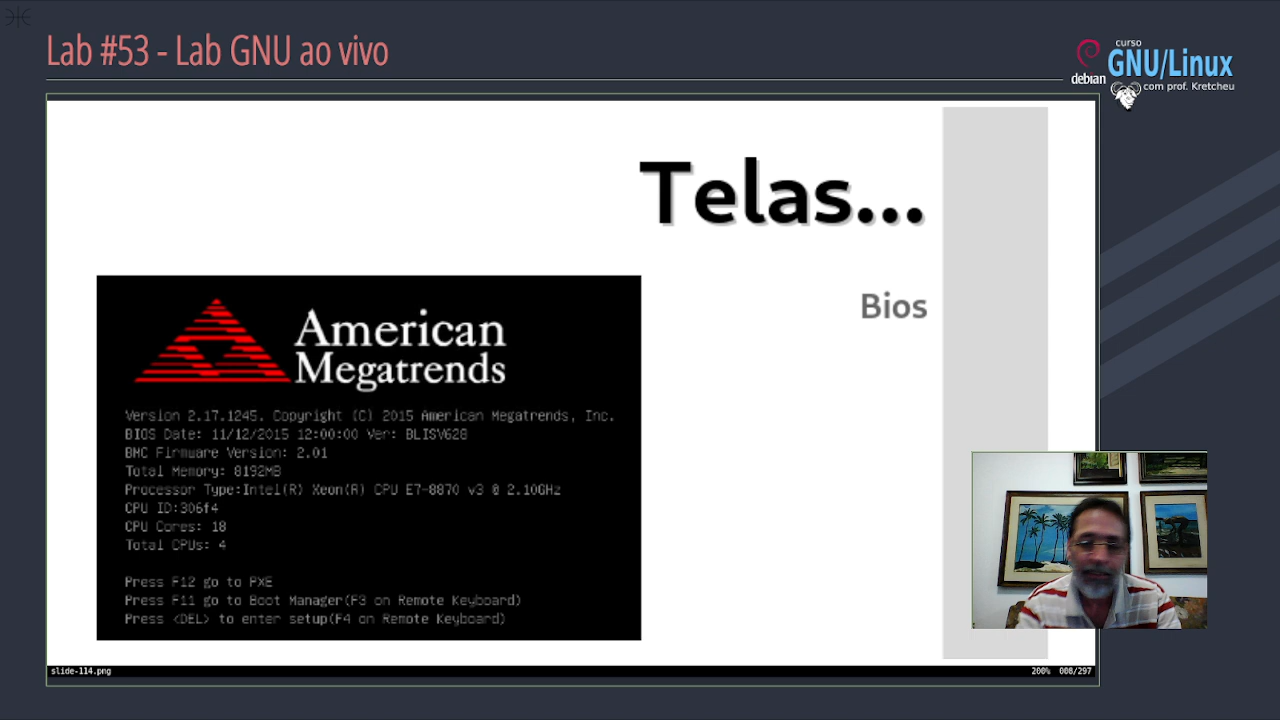 Lab #53 - Lab GNU ao vivo
curso
GNU/Linux
debian
com prof. Kretcheu
Telas...
Bios
American
Megatrends
Version 2.17.1245. Copyright (C) 2015 American Megatrends, Inc.
BIOS Date: 11/12/2015 12:00:00 Ver: BLISV628
BMC Firmware Version: 2.01
Total Memory: 8192MB
Processor Type:Intel(R) Xeon(R) CPU E7-8870 v3 @ 2.10GHz
CPU ID:306f4
CPU Cores: 18
Total CPUs: 4
Press F12 go to PXE
Press F11 go to Boot Manager(F3 on Remote Keyboard)
Press <DEL> to enter setup(F4 on Remote Keyboard)
slide-114.png
200% 008/297